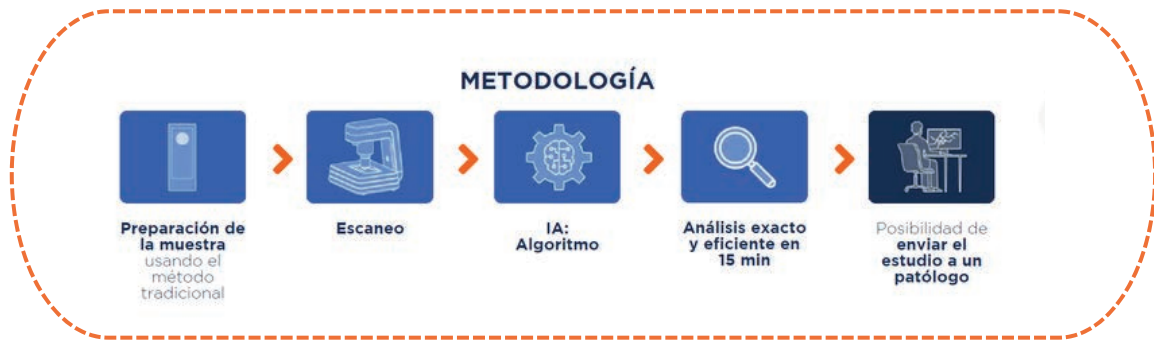 METODOLOGÍA
Preparación de
la muestra
usando el
método
tradicional
Escaneo
IA:
Algoritmo
Análisis exacto
y eficiente en
15 min
Posibilidad de
enviar el
estudio a un
patólogo